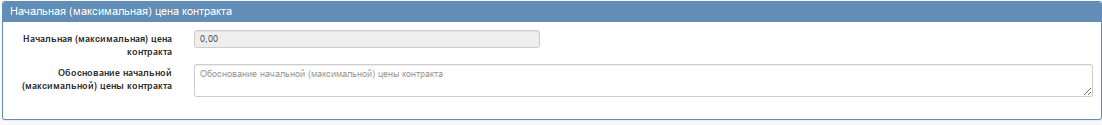 Начальная (максимальная) цена контракта
Начальная (максимальная) цена
контракта
0,00
Обоснование начальной
(максимальной) цены контракта
Обоснование начальной (максимальной) цены контракта